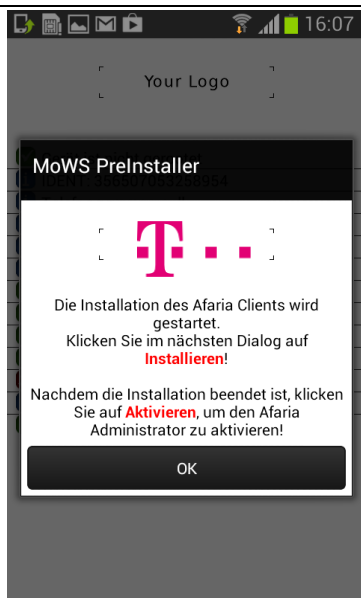 16:07
Your Logo
MoWS PreInstaller
Die Installation des Afaria Clients wird
gestartet.
Klicken Sie im nächsten Dialog auf
Installieren!
Nachdem die Installation beendet ist, klicken
Sie auf Aktivieren, um den Afaria
Administrator zu aktivieren!
OK